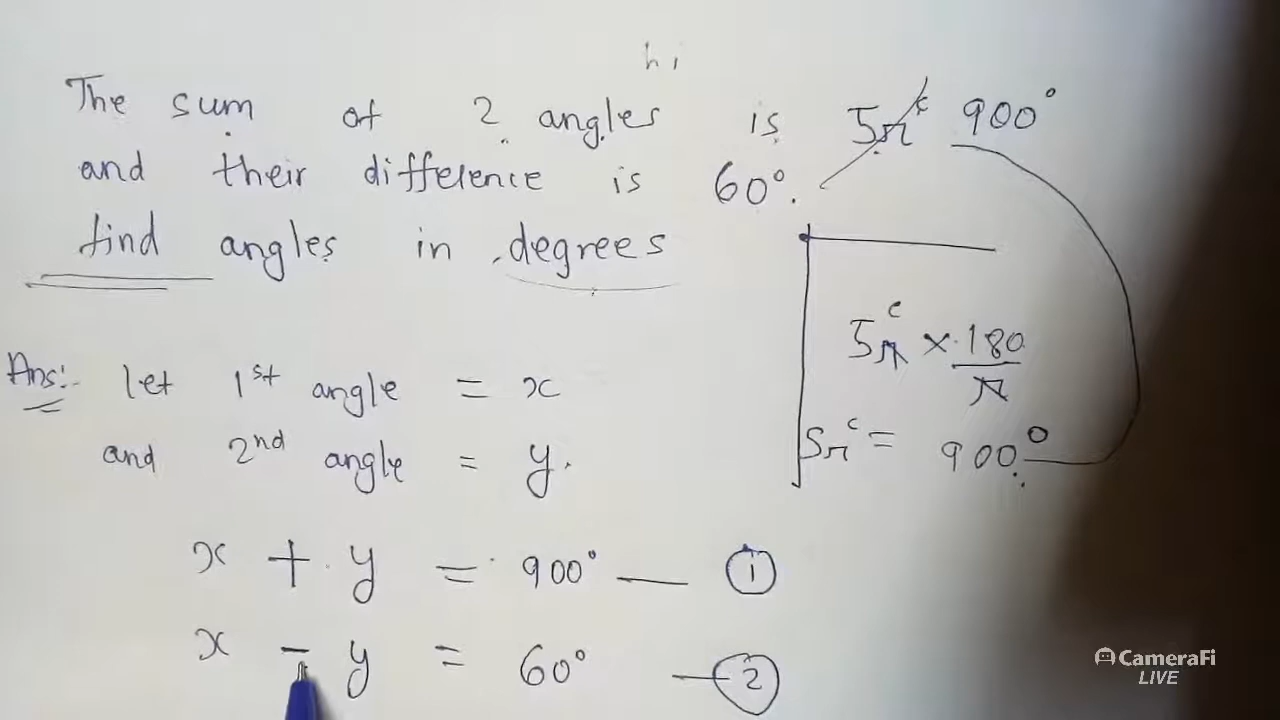 hi
The sum of 2 angles is 5π^c 900°
and their difference is 60°.
find angles in degrees
5π^c × 180/π
5π^c = 900°
Ans:- let 1st angle = x
and 2nd angle = y.
x + y = 900° — ①
x - y = 60° — ②
CameraFi
LIVE